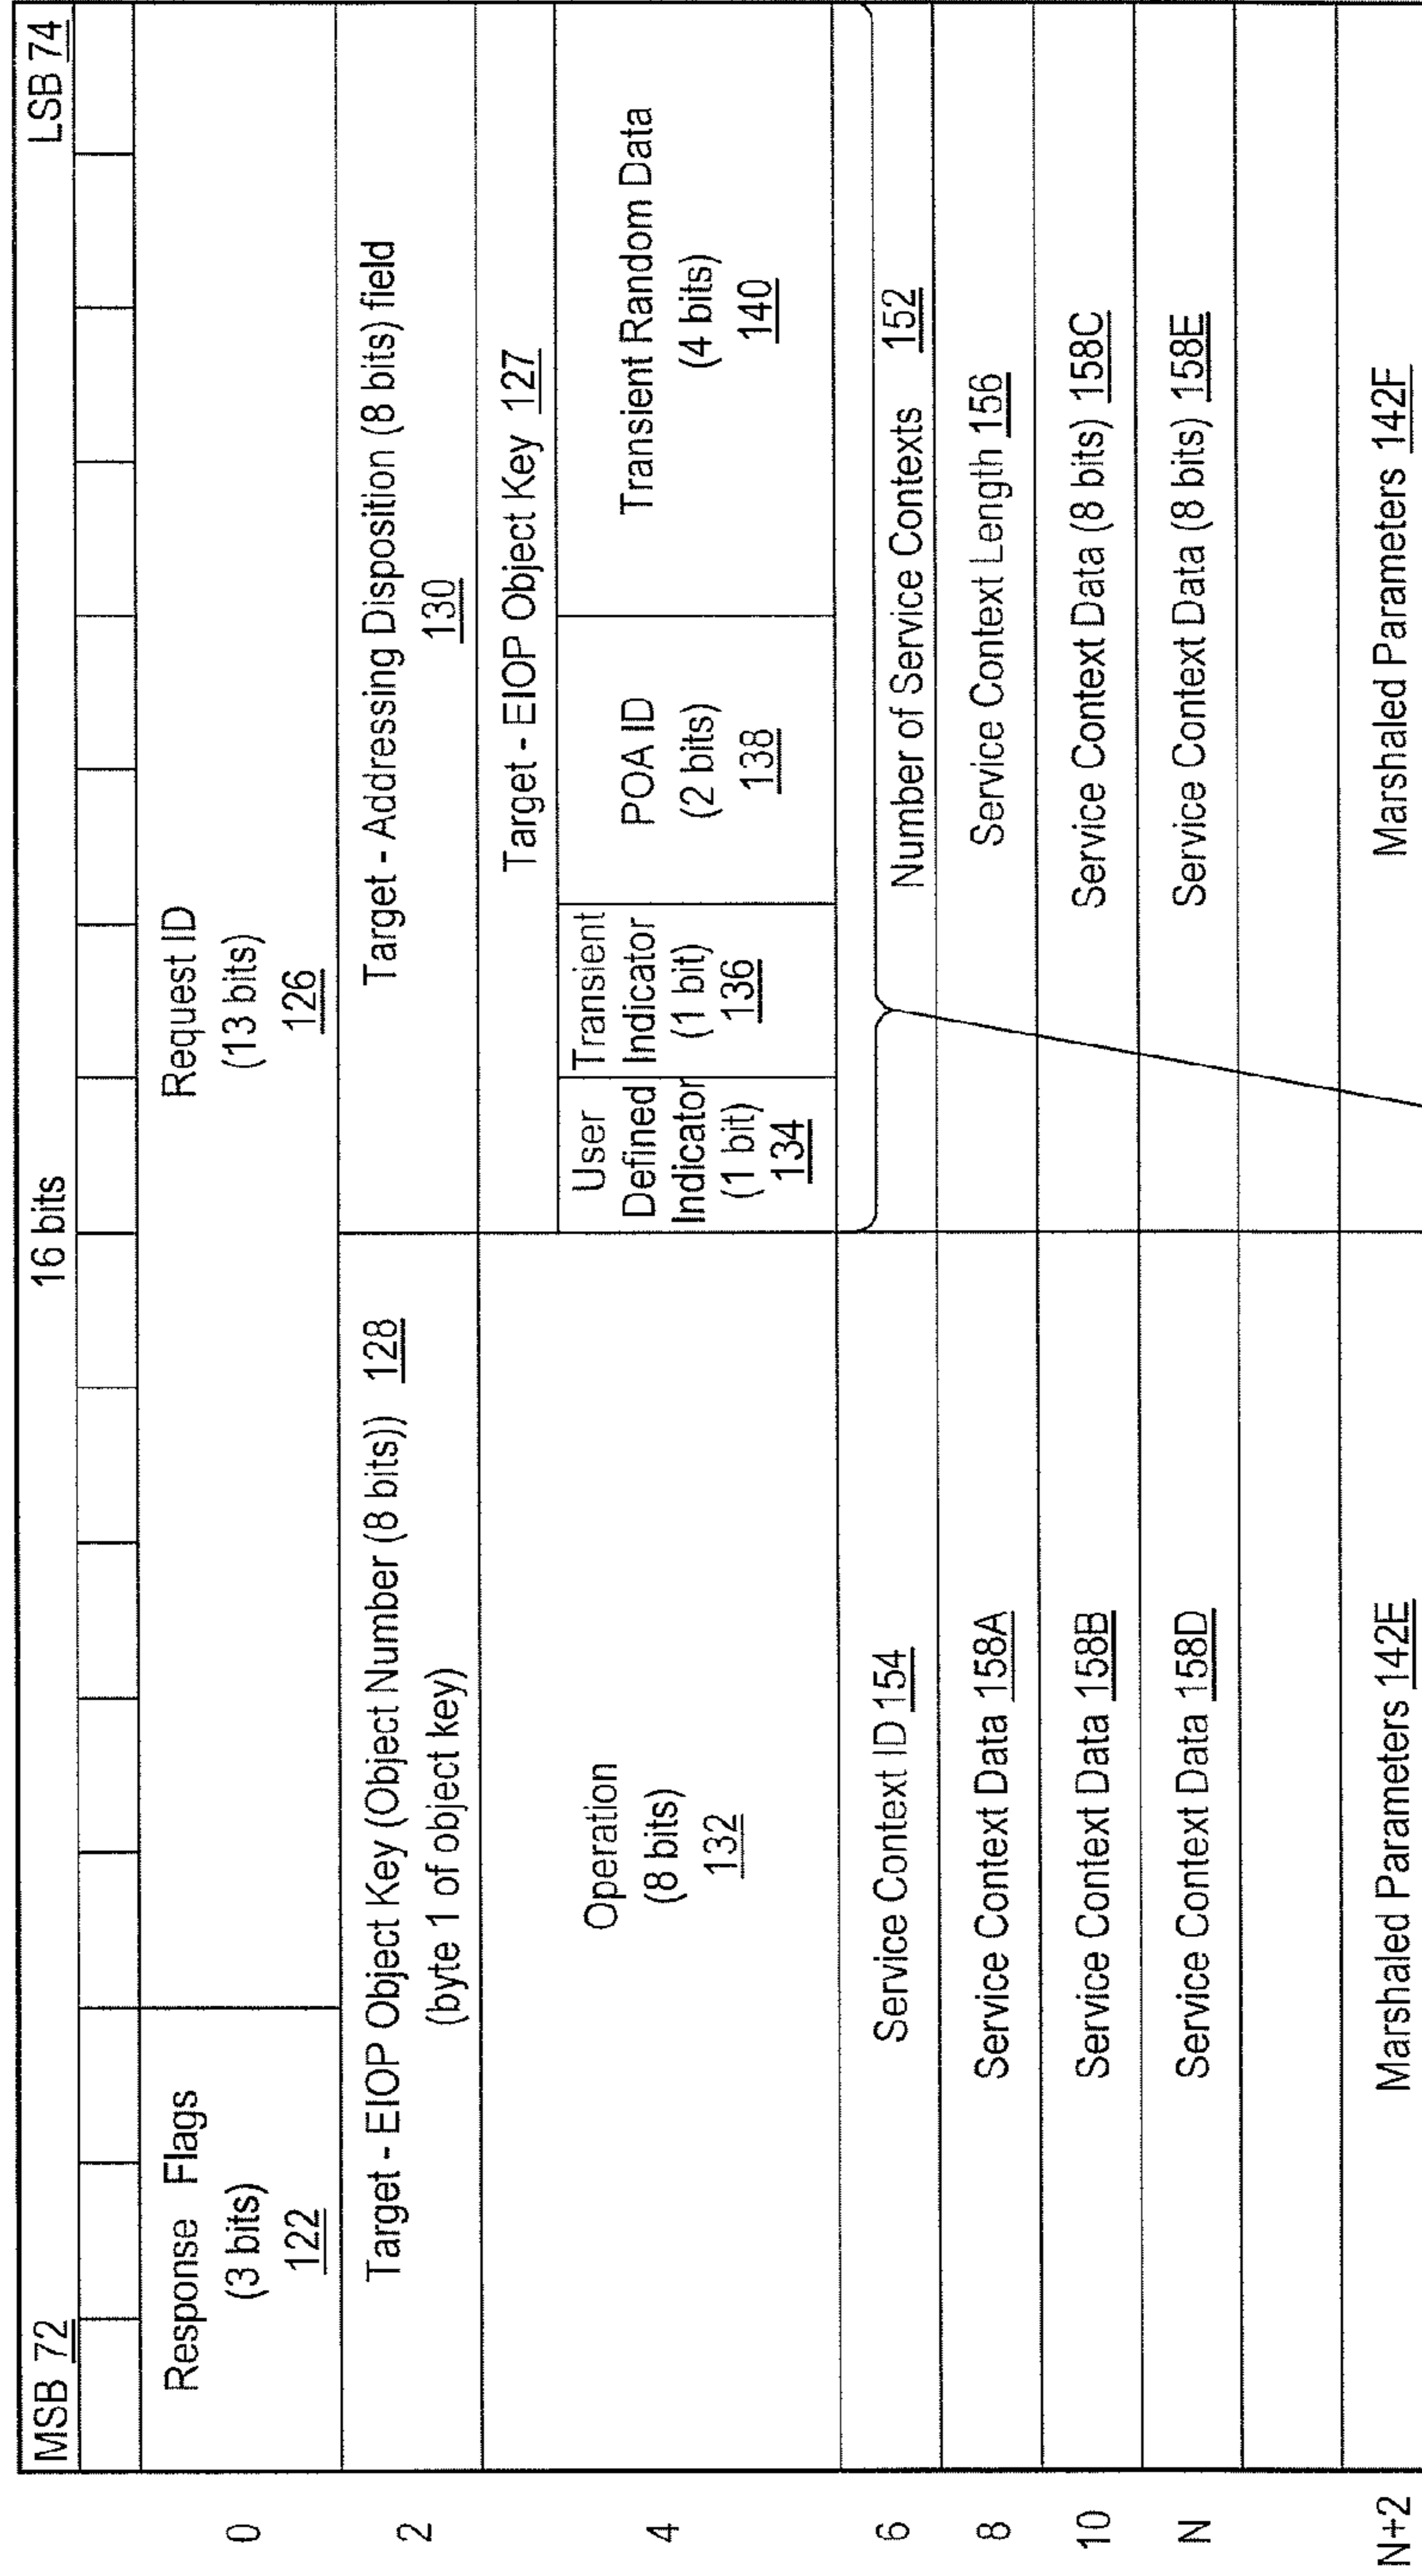 MSB 72
16 bits
LSB 74
0
Response Flags
(3 bits)
122
Request ID
(13 bits)
126
2
Target - EIOP Object Key (Object Number (8 bits)) 128
(byte 1 of object key)
Target - Addressing Disposition (8 bits) field
130
4
Operation
(8 bits)
132
Target - EIOP Object Key 127
User
Defined
Indicator
(1 bit)
134
Transient
Indicator
(1 bit)
136
POA ID
(2 bits)
138
Transient Random Data
(4 bits)
140
6
Service Context ID 154
Number of Service Contexts 152
8
Service Context Data 158A
Service Context Length 156
10
Service Context Data 158B
Service Context Data (8 bits) 158C
N
Service Context Data 158D
Service Context Data (8 bits) 158E
N+2
Marshaled Parameters 142E
Marshaled Parameters 142F